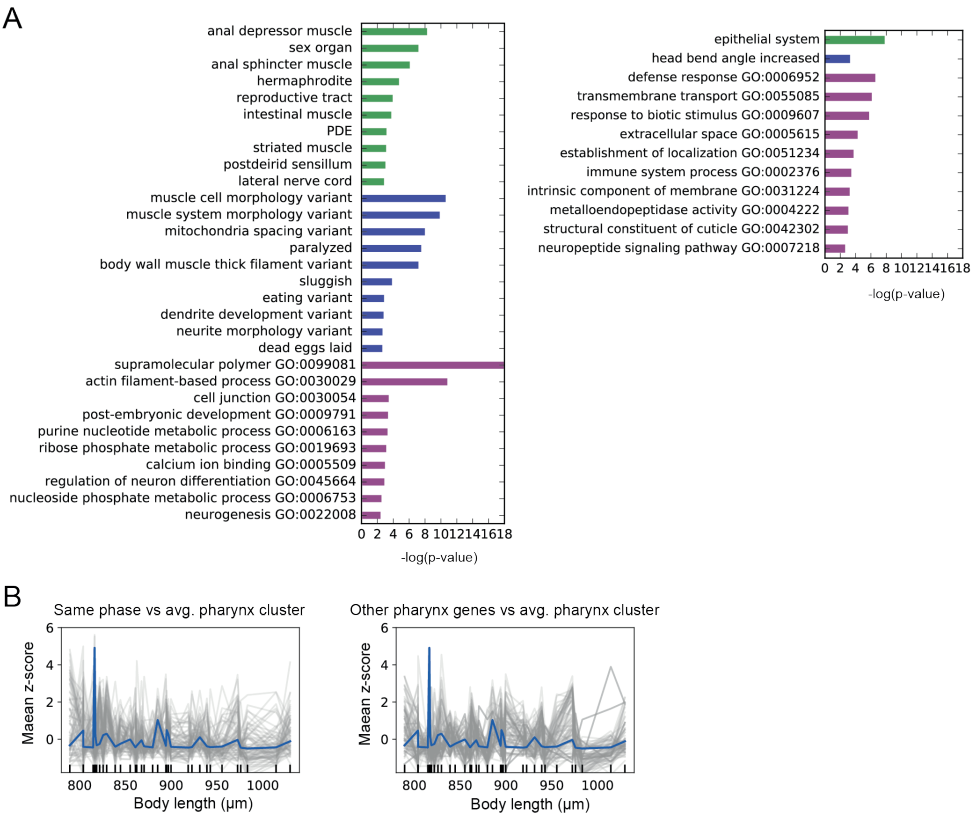 A
anal depressor muscle
sex organ
anal sphincter muscle
hermaphrodite
reproductive tract
intestinal muscle
PDE
striated muscle
postdeirid sensillum
lateral nerve cord
muscle cell morphology variant
muscle system morphology variant
mitochondria spacing variant
paralyzed
body wall muscle thick filament variant
sluggish
eating variant
dendrite development variant
neurite morphology variant
dead eggs laid
supramolecular polymer GO:0099081
actin filament-based process GO:0030029
cell junction GO:0030054
post-embryonic development GO:0009791
purine nucleotide metabolic process GO:0006163
ribose phosphate metabolic process GO:0019693
calcium ion binding GO:0005509
regulation of neuron differentiation GO:0045664
nucleoside phosphate metabolic process GO:0006753
neurogenesis GO:0022008
0 2 4 6 8 10 12 14 16 18
-log(p-value)
epithelial system
head bend angle increased
defense response GO:0006952
transmembrane transport GO:0055085
response to biotic stimulus GO:0009607
extracellular space GO:0005615
establishment of localization GO:0051234
immune system process GO:0002376
intrinsic component of membrane GO:0031224
metalloendopeptidase activity GO:0004222
structural constituent of cuticle GO:0042302
neuropeptide signaling pathway GO:0007218
0 2 4 6 8 10 12 14 16 18
-log(p-value)
B
Same phase vs avg. pharynx cluster
Maean z-score
6
4
2
0
800 850 900 950 1000
Body length (μm)
Other pharynx genes vs avg. pharynx cluster
Maean z-score
6
4
2
0
800 850 900 950 1000
Body length (μm)